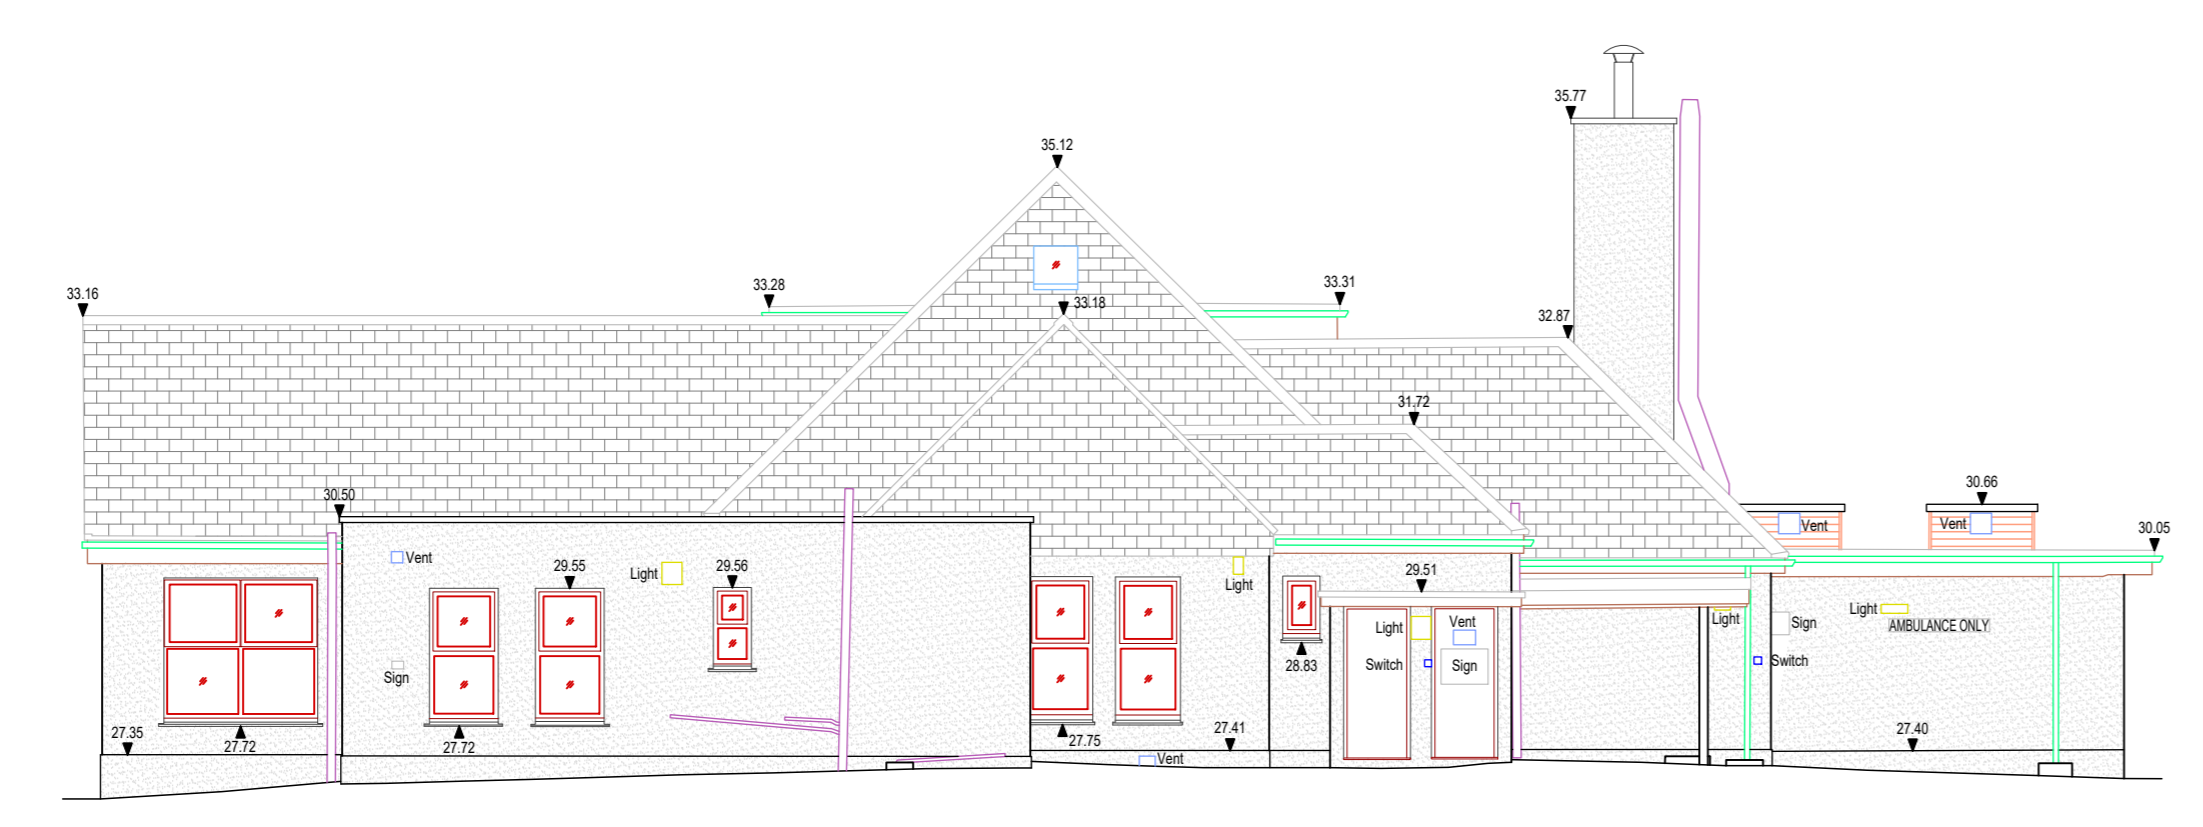 35.77
35.12
33.16
33.28
33.31
33.18
32.87
31.72
30.50
30.66
30.05
Vent
Vent
Vent
Light
29.55
29.56
Light
29.51
Sign
28.83
Light
Switch
Vent
Sign
Light
Sign
Switch
Light
AMBULANCE ONLY
27.35
27.72
27.72
27.75
27.41
Vent
27.40